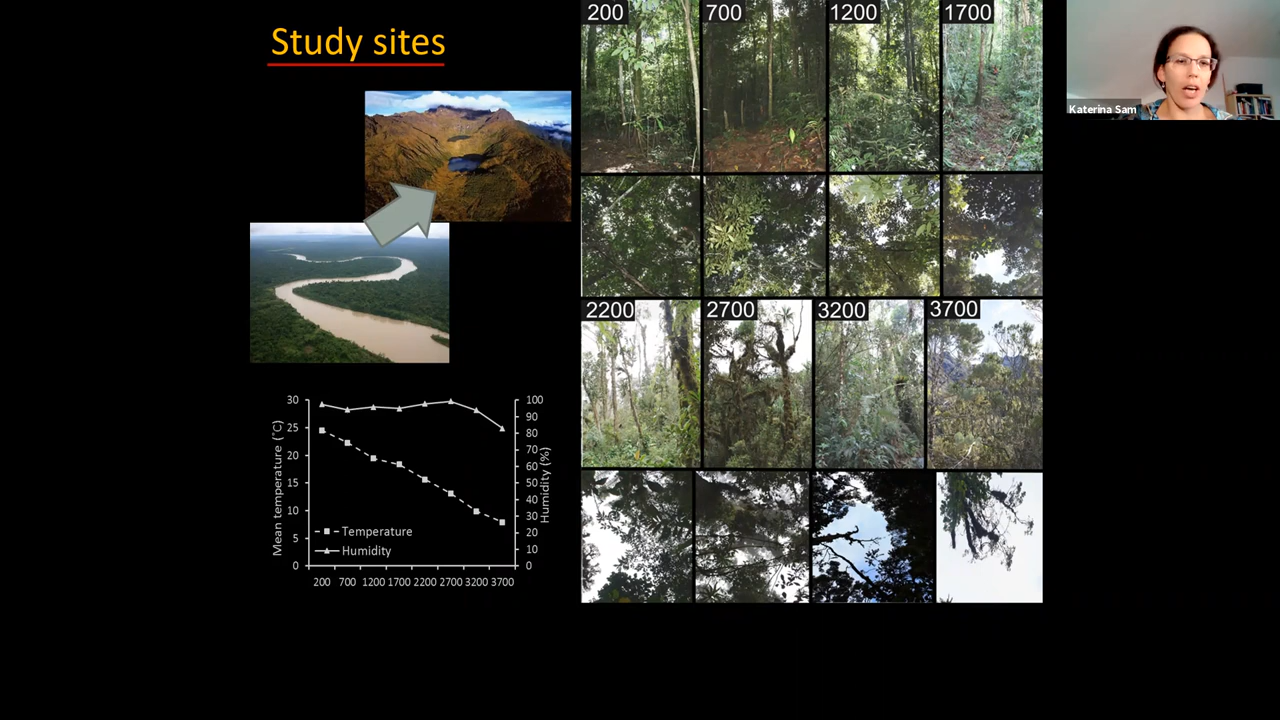 Study sites
200 700 1200 1700
2200 2700 3200 3700
Katerina Sam
Mean temperature (˚C)
30
25
20
15
10
5
0
Temperature
Humidity
Humidity (%)
100
90
80
70
60
50
40
30
20
10
0
200 700 1200 1700 2200 2700 3200 3700